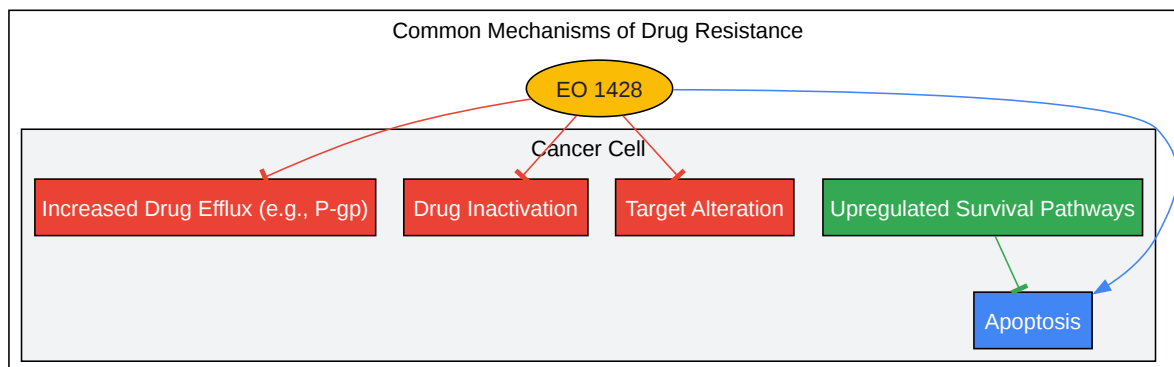 Common Mechanisms of Drug Resistance
EO 1428
Cancer Cell
Increased Drug Efflux (e.g., P-gp)
Drug Inactivation
Target Alteration
Upregulated Survival Pathways
Apoptosis